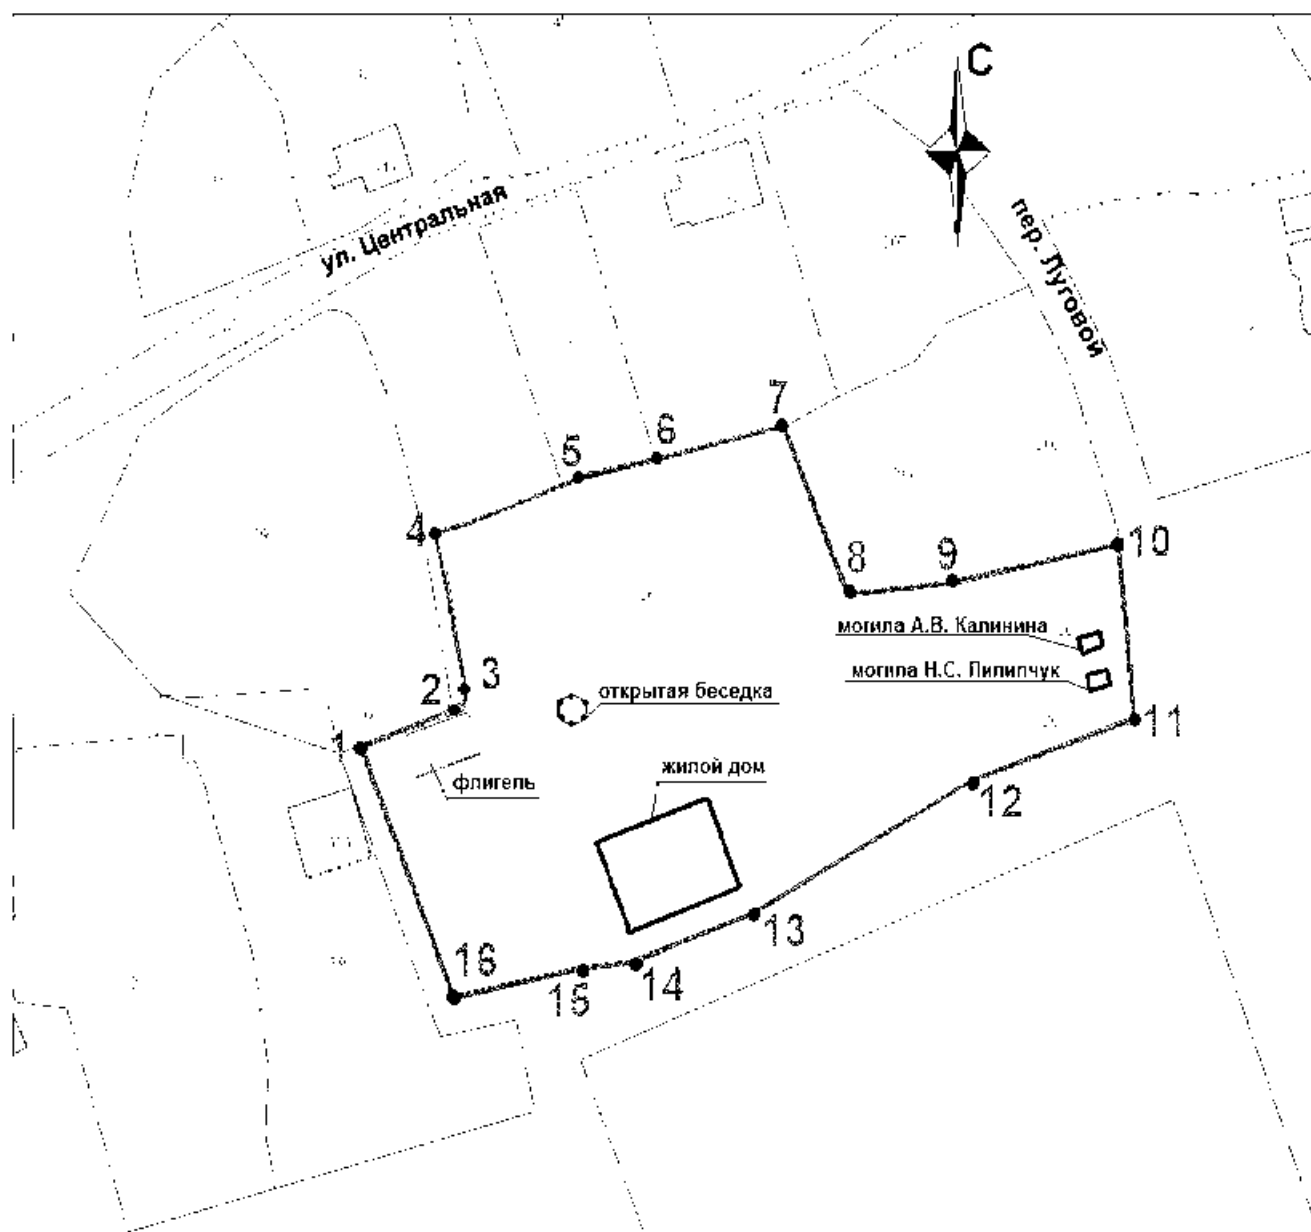 С
ул. Центральная
пер. Луговой
7
6
5
4
8
9
10
могила А.В. Калинина
могила Н.С. Пилипчук
3
2
открытая беседка
11
1
жилой дом
флигель
12
13
16
15
14